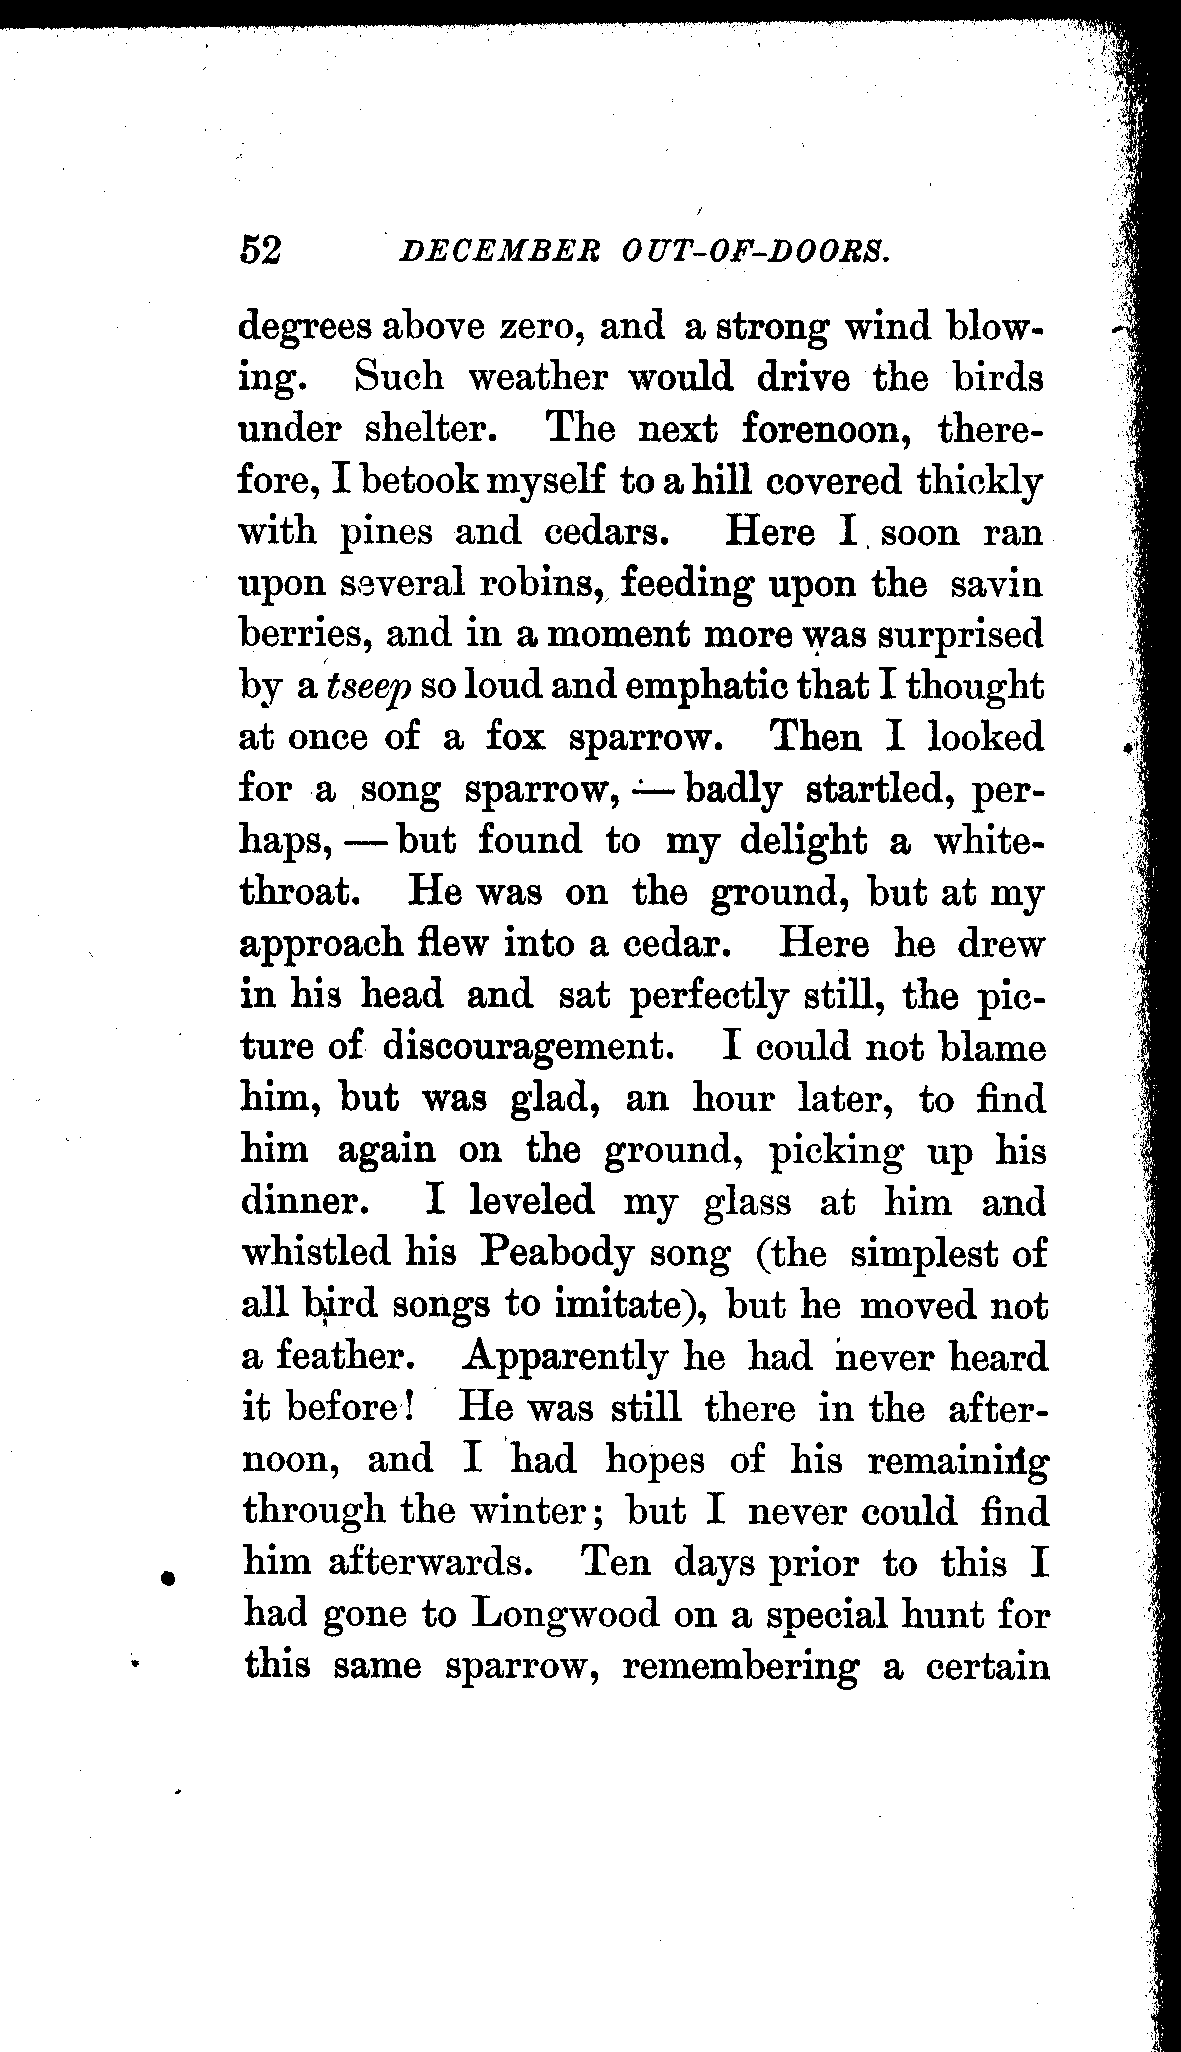 52 DECEMBER OUT-OF-DOORS.
degrees above zero, and a strong wind blow-
ing. Such weather would drive the birds
under shelter. The next forenoon, there-
fore, I betook myself to a hill covered thickly
with pines and cedars. Here I soon ran
upon several robins, feeding upon the savin
berries, and in a moment more was surprised
by a tseep so loud and emphatic that I thought
at once of a fox sparrow. Then I looked
for a song sparrow, — badly startled, per-
haps, — but found to my delight a white-
throat. He was on the ground, but at my
approach flew into a cedar. Here he drew
in his head and sat perfectly still, the pic-
ture of discouragement. I could not blame
him, but was glad, an hour later, to find
him again on the ground, picking up his
dinner. I leveled my glass at him and
whistled his Peabody song (the simplest of
all bird songs to imitate), but he moved not
a feather. Apparently he had never heard
it before! He was still there in the after-
noon, and I had hopes of his remaining
through the winter; but I never could find
him afterwards. Ten days prior to this I
had gone to Longwood on a special hunt for
this same sparrow, remembering a certain